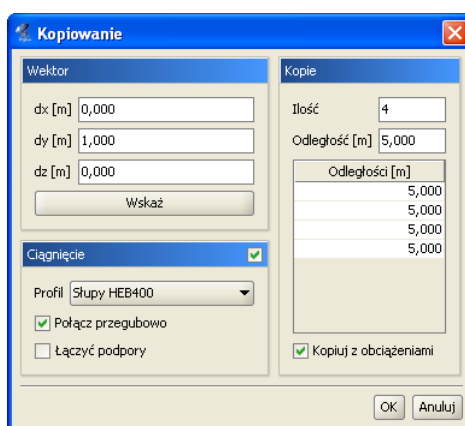 Kopiowanie
Wektor
dx [m] 0,000
dy [m] 1,000
dz [m] 0,000
Wskaż
Ciągnięcie
Profil Słupy HEB400
Połącz przegubowo
Łączyć podpory
Kopie
Ilość 4
Odległość [m] 5,000
Odległości [m]
5,000
5,000
5,000
5,000
Kopiuj z obciążeniami
OK Anuluj